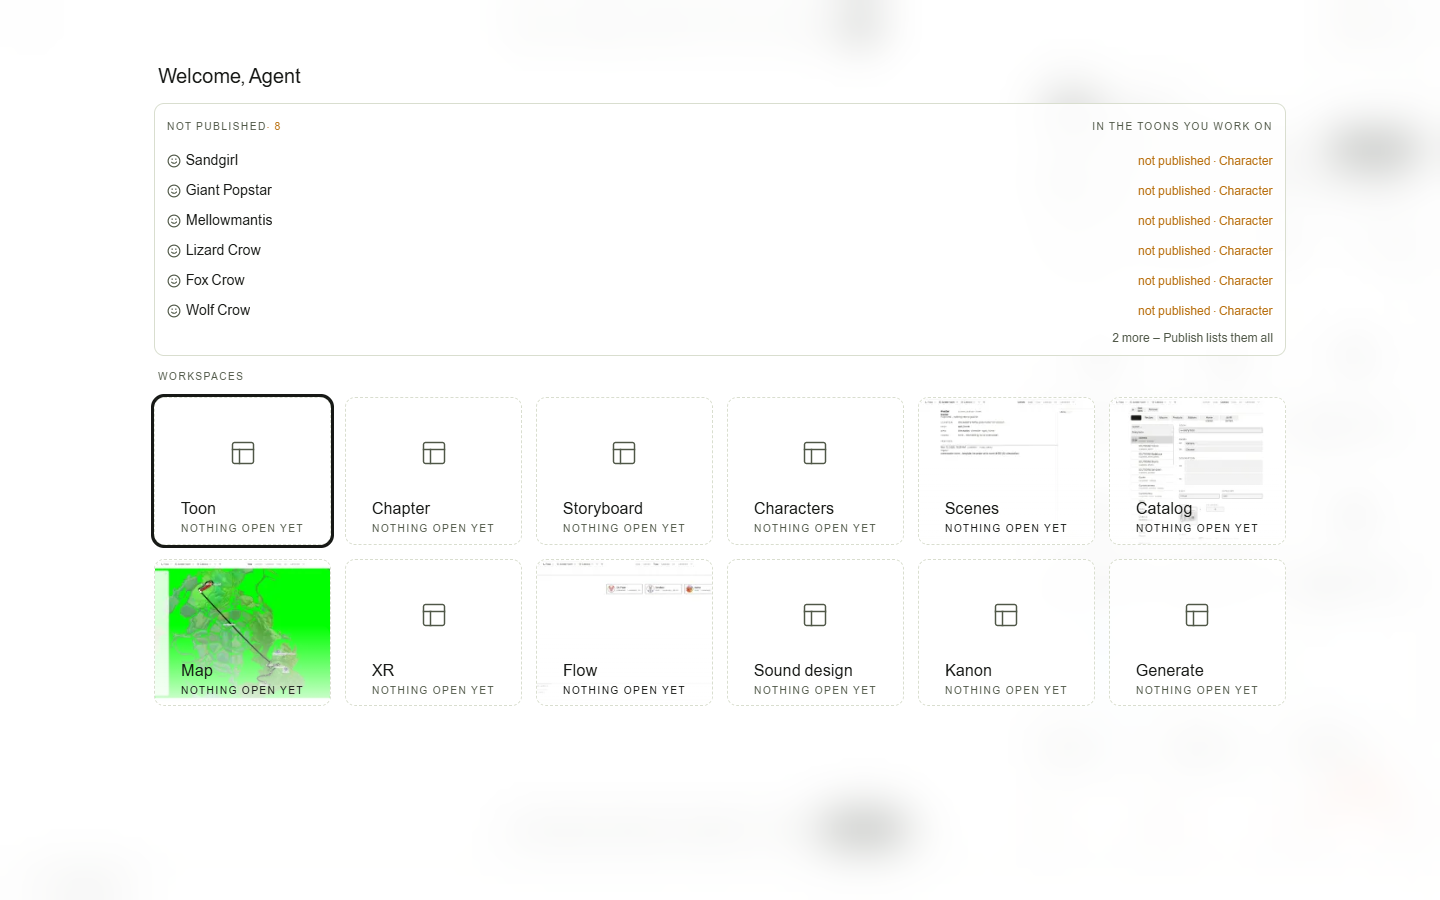 Welcome, Agent
NOT PUBLISHED· 8
IN THE TOONS YOU WORK ON
Sandgirl
not published · Character
Giant Popstar
not published · Character
Mellowmantis
not published · Character
Lizard Crow
not published · Character
Fox Crow
not published · Character
Wolf Crow
not published · Character
2 more – Publish lists them all
WORKSPACES
Toon
NOTHING OPEN YET
Chapter
NOTHING OPEN YET
Storyboard
NOTHING OPEN YET
Characters
NOTHING OPEN YET
Scenes
NOTHING OPEN YET
Catalog
NOTHING OPEN YET
Map
NOTHING OPEN YET
XR
NOTHING OPEN YET
Flow
NOTHING OPEN YET
Sound design
NOTHING OPEN YET
Kanon
NOTHING OPEN YET
Generate
NOTHING OPEN YET